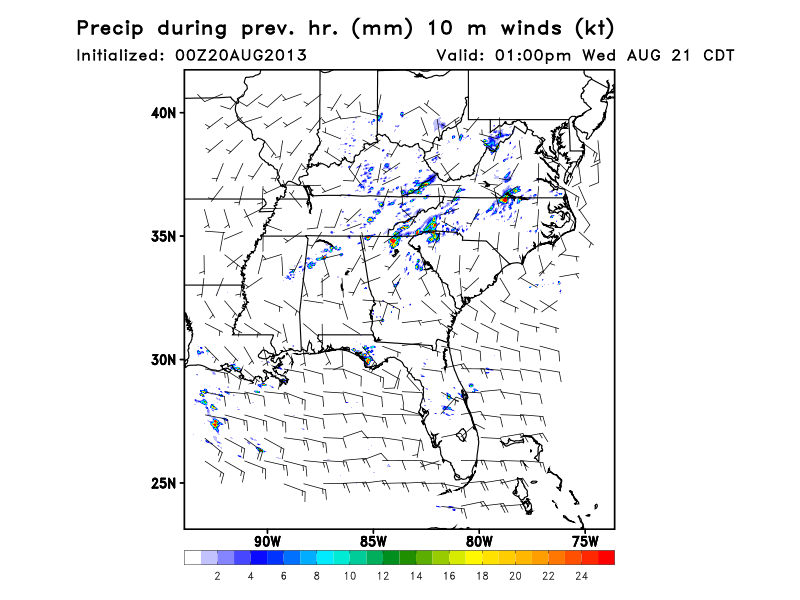 Precip during prev. hr. (mm) 10 m winds (kt)
Initialized: 00Z20AUG2013 Valid: 01:00pm Wed AUG 21 CDT
40N
35N
30N
25N
90W 85W 80W 75W
2 4 6 8 10 12 14 16 18 20 22 24